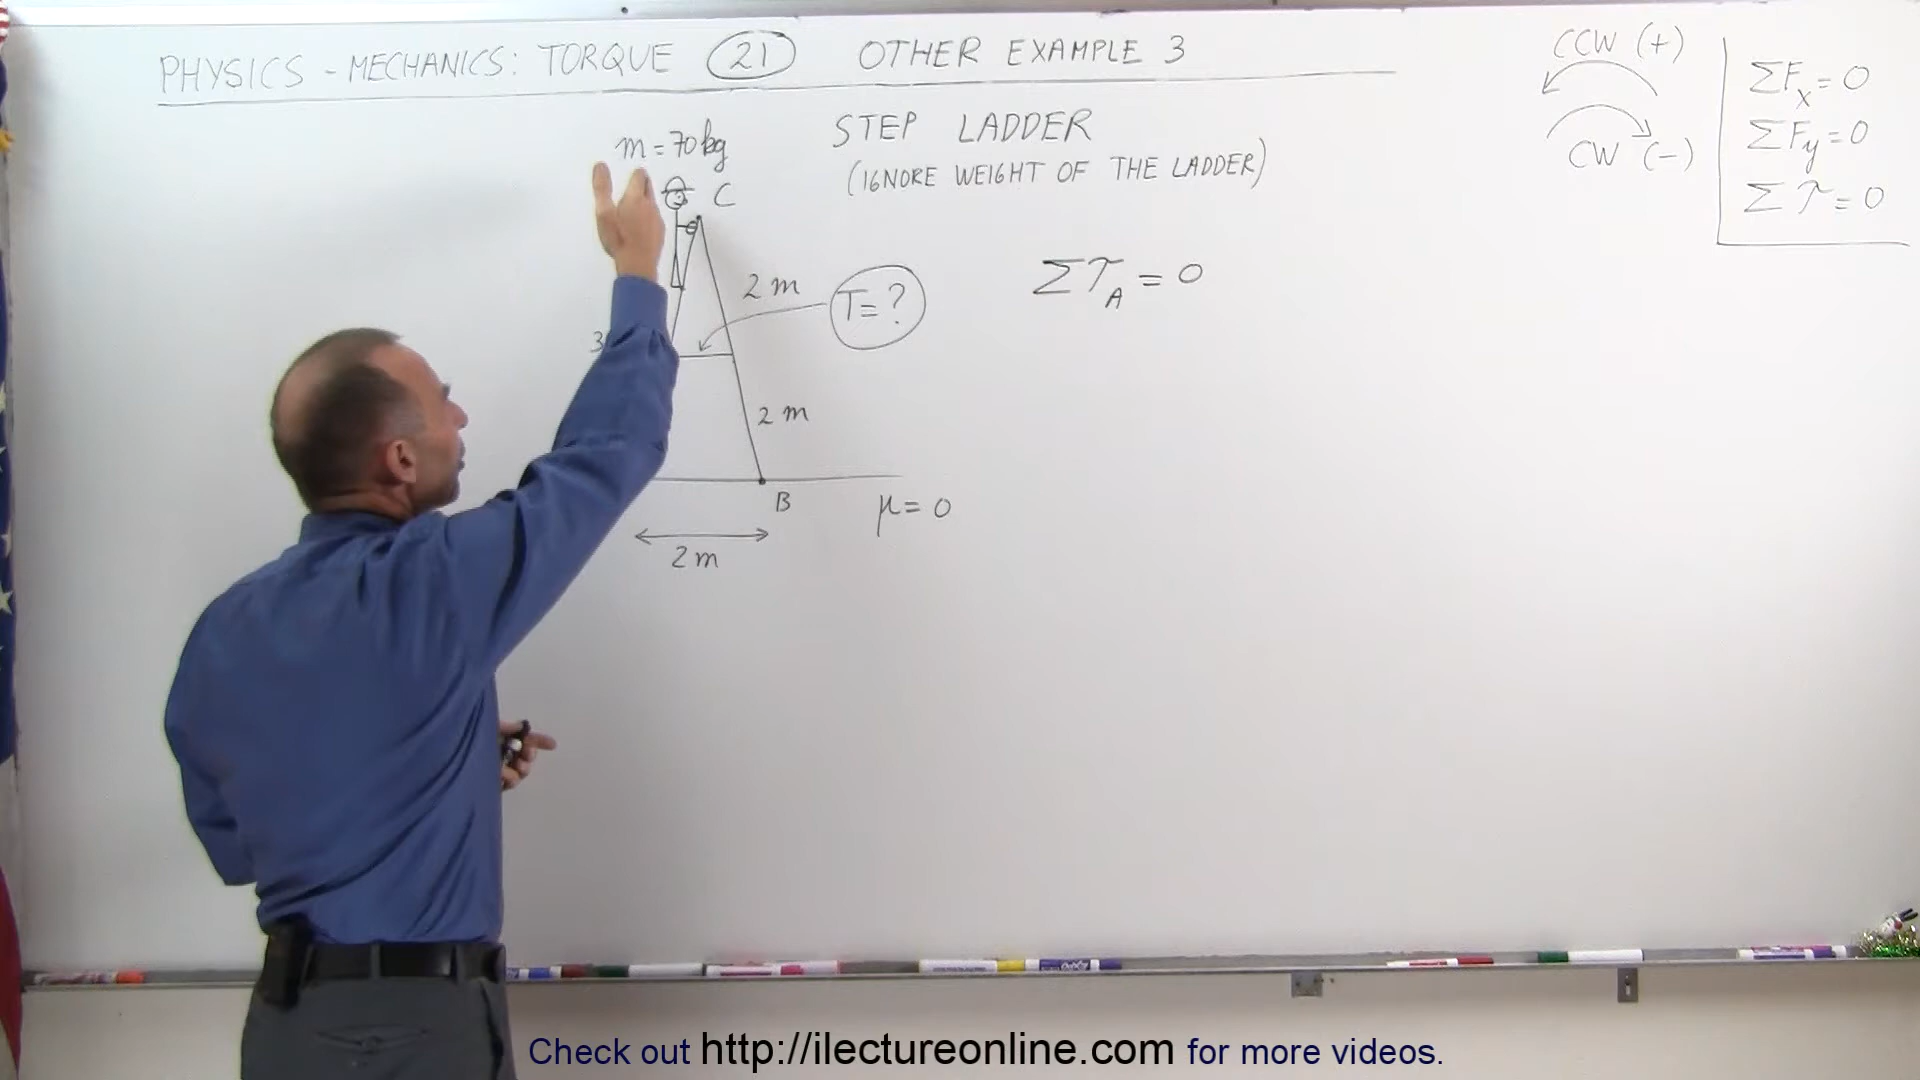 PHYSICS - MECHANICS: TORQUE 21 OTHER EXAMPLE 3
CCW (+)
CW (-)
ΣFx = 0
ΣFy = 0
Στ = 0
m = 70 kg
STEP LADDER
(IGNORE WEIGHT OF THE LADDER)
C
2 m
T = ?
ΣτA = 0
3
2 m
B
μ = 0
2 m
Check out http://ilectureonline.com for more videos.